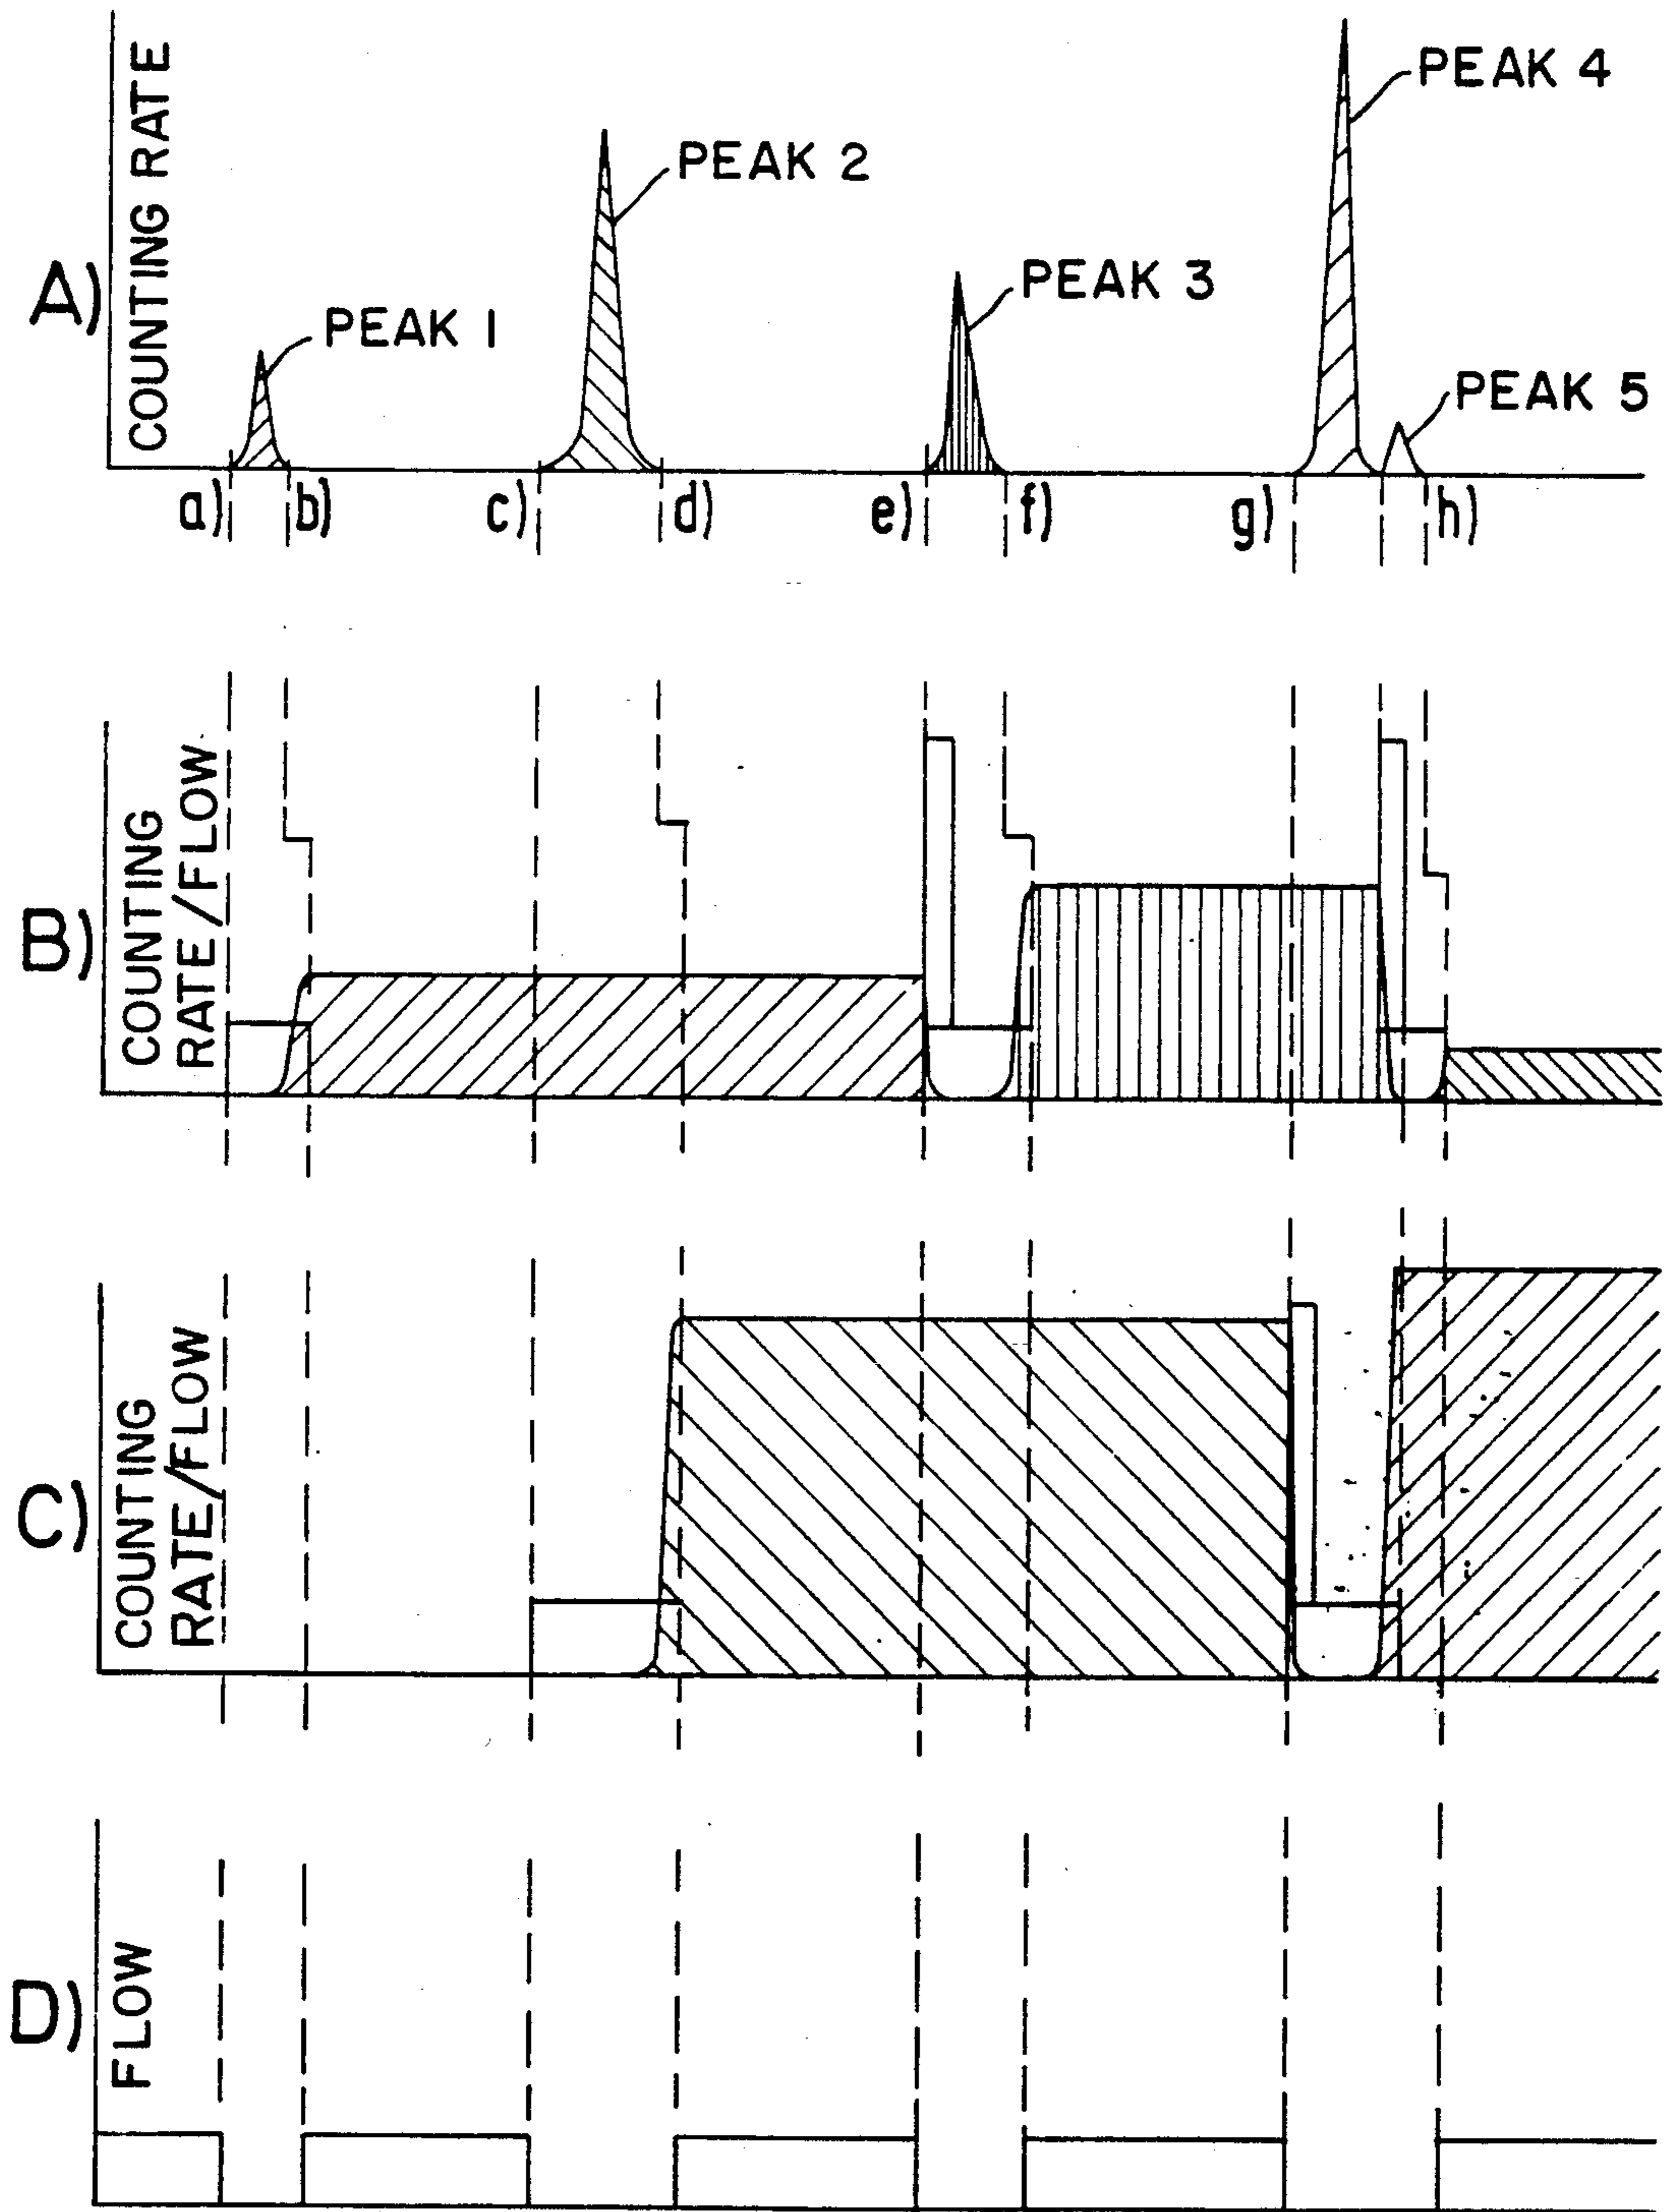 A)
COUNTING RATE
PEAK 1
PEAK 2
PEAK 3
PEAK 4
PEAK 5
a)
b)
c)
d)
e)
f)
g)
h)
B)
COUNTING
RATE/FLOW
C)
COUNTING
RATE/FLOW
D)
FLOW